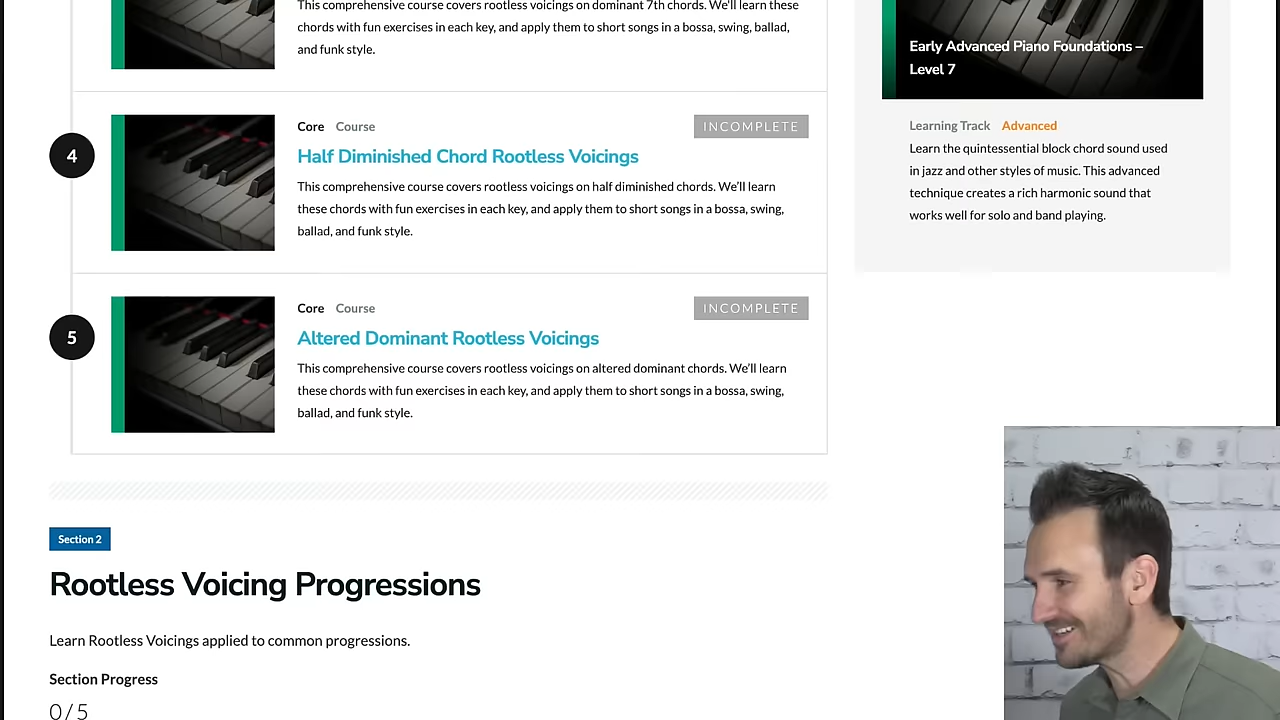 This comprehensive course covers rootless voicings on dominant 7th chords. We'll learn these
chords with fun exercises in each key, and apply them to short songs in a bossa, swing, ballad,
and funk style.
4
Core Course
INCOMPLETE
Half Diminished Chord Rootless Voicings
This comprehensive course covers rootless voicings on half diminished chords. We'll learn
these chords with fun exercises in each key, and apply them to short songs in a bossa, swing,
ballad, and funk style.
5
Core Course
INCOMPLETE
Altered Dominant Rootless Voicings
This comprehensive course covers rootless voicings on altered dominant chords. We'll learn
these chords with fun exercises in each key, and apply them to short songs in a bossa, swing,
ballad, and funk style.
Section 2
Rootless Voicing Progressions
Learn Rootless Voicings applied to common progressions.
Section Progress
0/5
Early Advanced Piano Foundations –
Level 7
Learning Track Advanced
Learn the quintessential block chord sound used
in jazz and other styles of music. This advanced
technique creates a rich harmonic sound that
works well for solo and band playing.